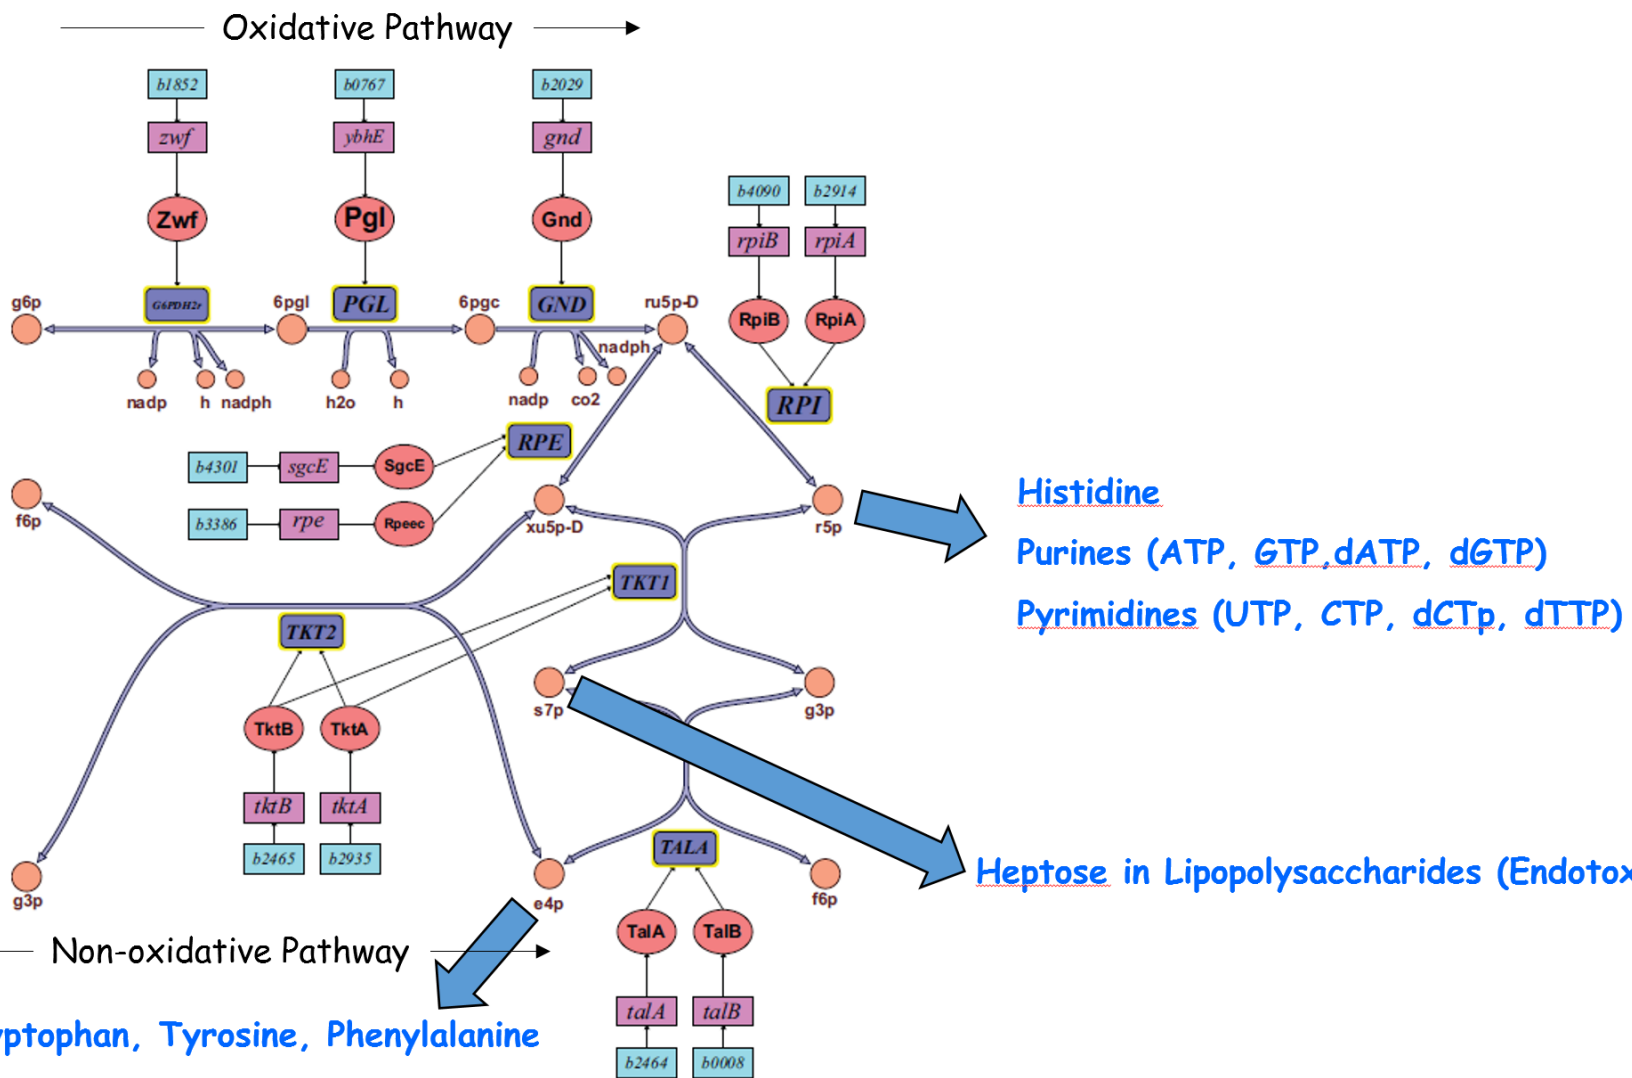 Oxidative Pathway
b1852 b0767 b2029
zwf ybhE gnd
b4090 b2914
Zwf Pgl Gnd
rpiB rpiA
g6p G6PDH2r 6pgl PGL 6pgc GND ru5p-D
RpiB RpiA
nadph
nadp h nadph h2o h nadp co2
RPI
RPE
b4301 sgcE SgcE
Histidine
f6p b3386 rpe Rpeec xu5p-D r5p
Purines (ATP, GTP,dATP, dGTP)
TKT1
Pyrimidines (UTP, CTP, dCTp, dTTP)
TKT2
s7p g3p
TktB TktA
tktB tktA
TALA
b2465 b2935
Heptose in Lipopolysaccharides (Endotox
g3p e4p f6p
TalA TalB
Non-oxidative Pathway
talA talB
yptophan, Tyrosine, Phenylalanine
b2464 b0008